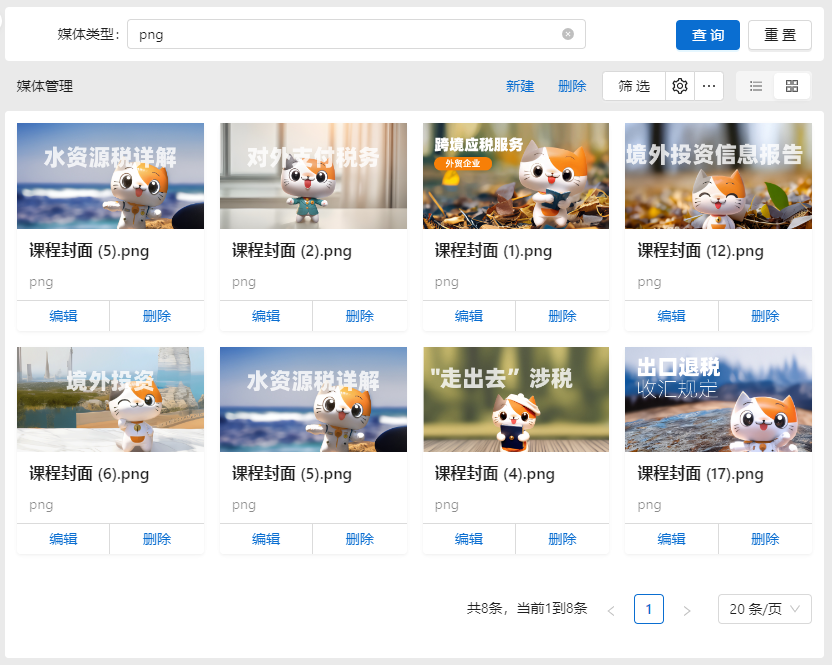 媒体类型: png
查 询 重 置
媒体管理 新建 删除 筛 选 ...
水资源税详解
课程封面 (5).png
png
编辑 删除
对外支付税务
课程封面 (2).png
png
编辑 删除
跨境应税服务
外贸企业
课程封面 (1).png
png
编辑 删除
境外投资信息报告
课程封面 (12).png
png
编辑 删除
境外投资
课程封面 (6).png
png
编辑 删除
水资源税详解
课程封面 (5).png
png
编辑 删除
"走出去”涉税
课程封面 (4).png
png
编辑 删除
出口退税
收汇规定
课程封面 (17).png
png
编辑 删除
共8条，当前1到8条 < 1 > 20 条/页